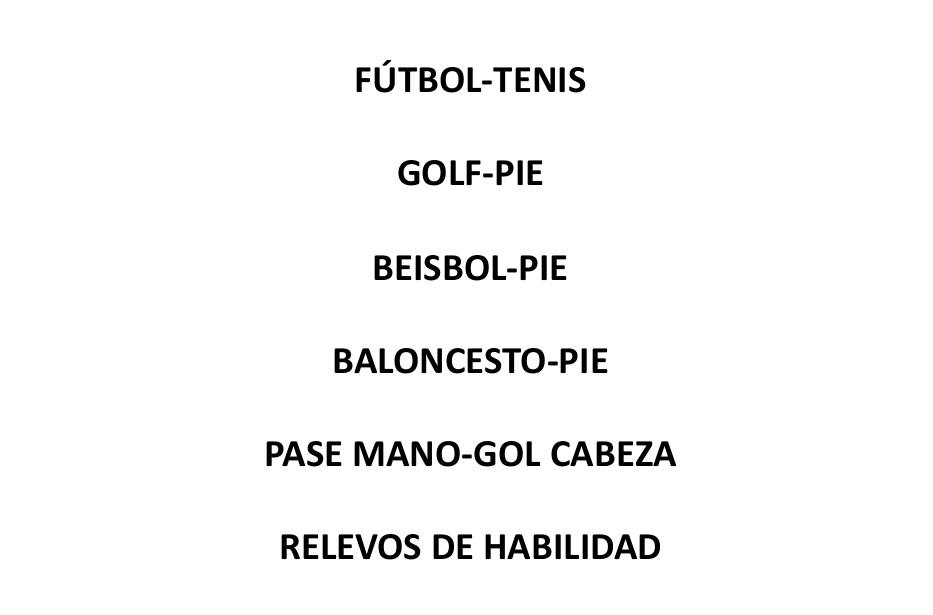 FÚTBOL-TENIS
GOLF-PIE
BEISBOL-PIE
BALONCESTO-PIE
PASE MANO-GOL CABEZA
RELEVOS DE HABILIDAD